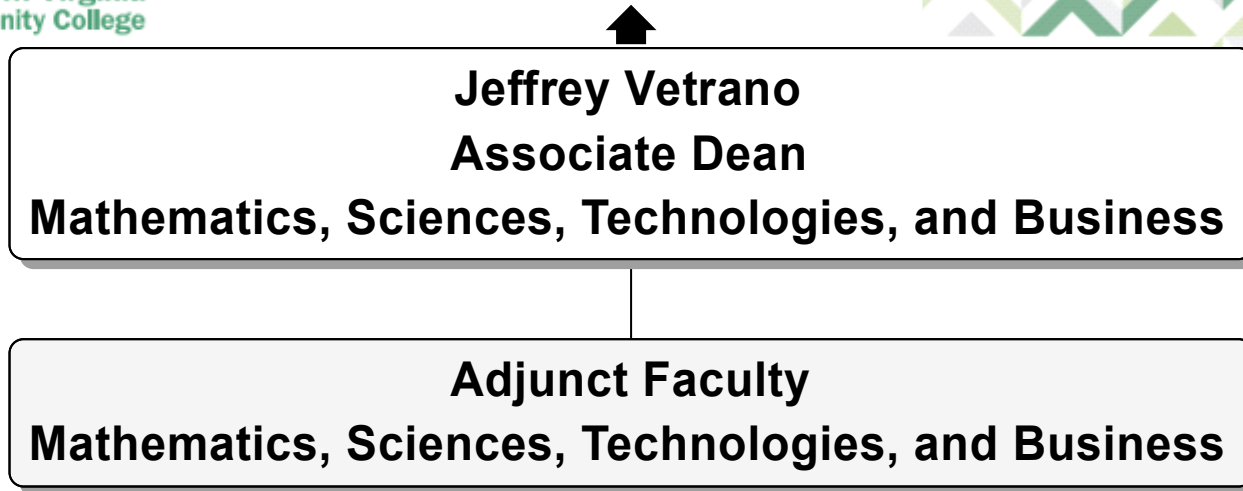 nity College
Jeffrey Vetrano
Associate Dean
Mathematics, Sciences, Technologies, and Business
Adjunct Faculty
Mathematics, Sciences, Technologies, and Business